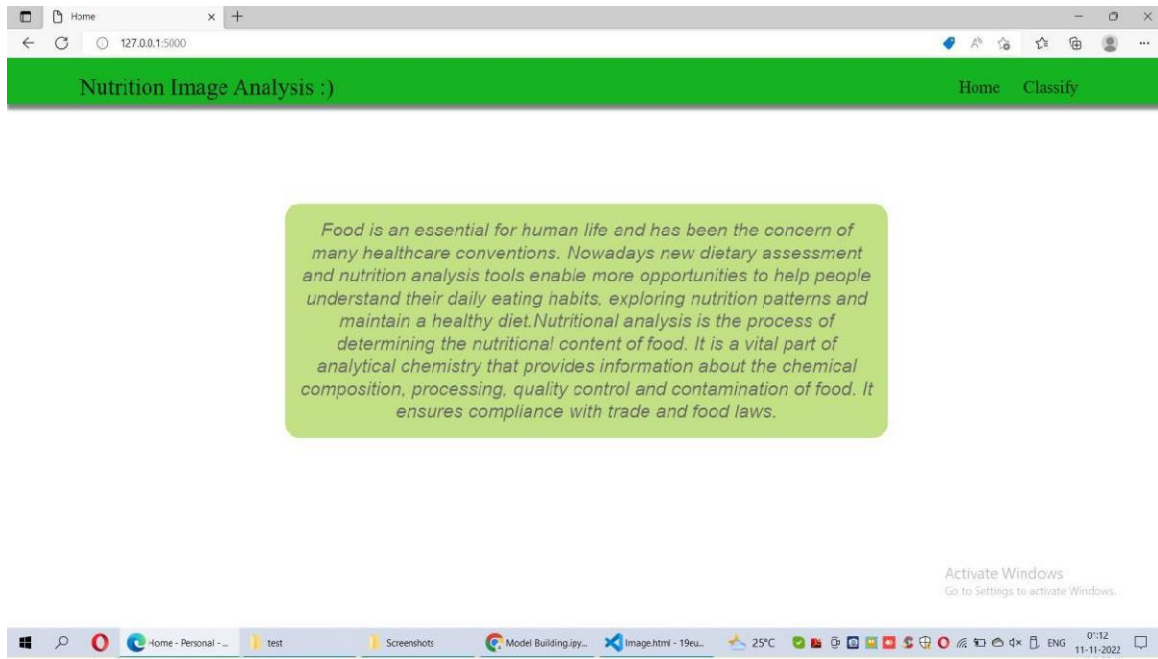 Home
127.0.0.1:5000
Nutrition Image Analysis :)
Home Classify
Food is an essential for human life and has been the concern of
many healthcare conventions. Nowadays new dietary assessment
and nutrition analysis tools enable more opportunities to help people
understand their daily eating habits, exploring nutrition patterns and
maintain a healthy diet.Nutritional analysis is the process of
determining the nutritional content of food. It is a vital part of
analytical chemistry that provides information about the chemical
composition, processing, quality control and contamination of food. It
ensures compliance with trade and food laws.
Activate Windows
Go to Settings to activate Windows.
Home - Personal - ... test Screenshots Model Building.ipy... Image.html - 19eu... 25°C ENG
11-11-2022